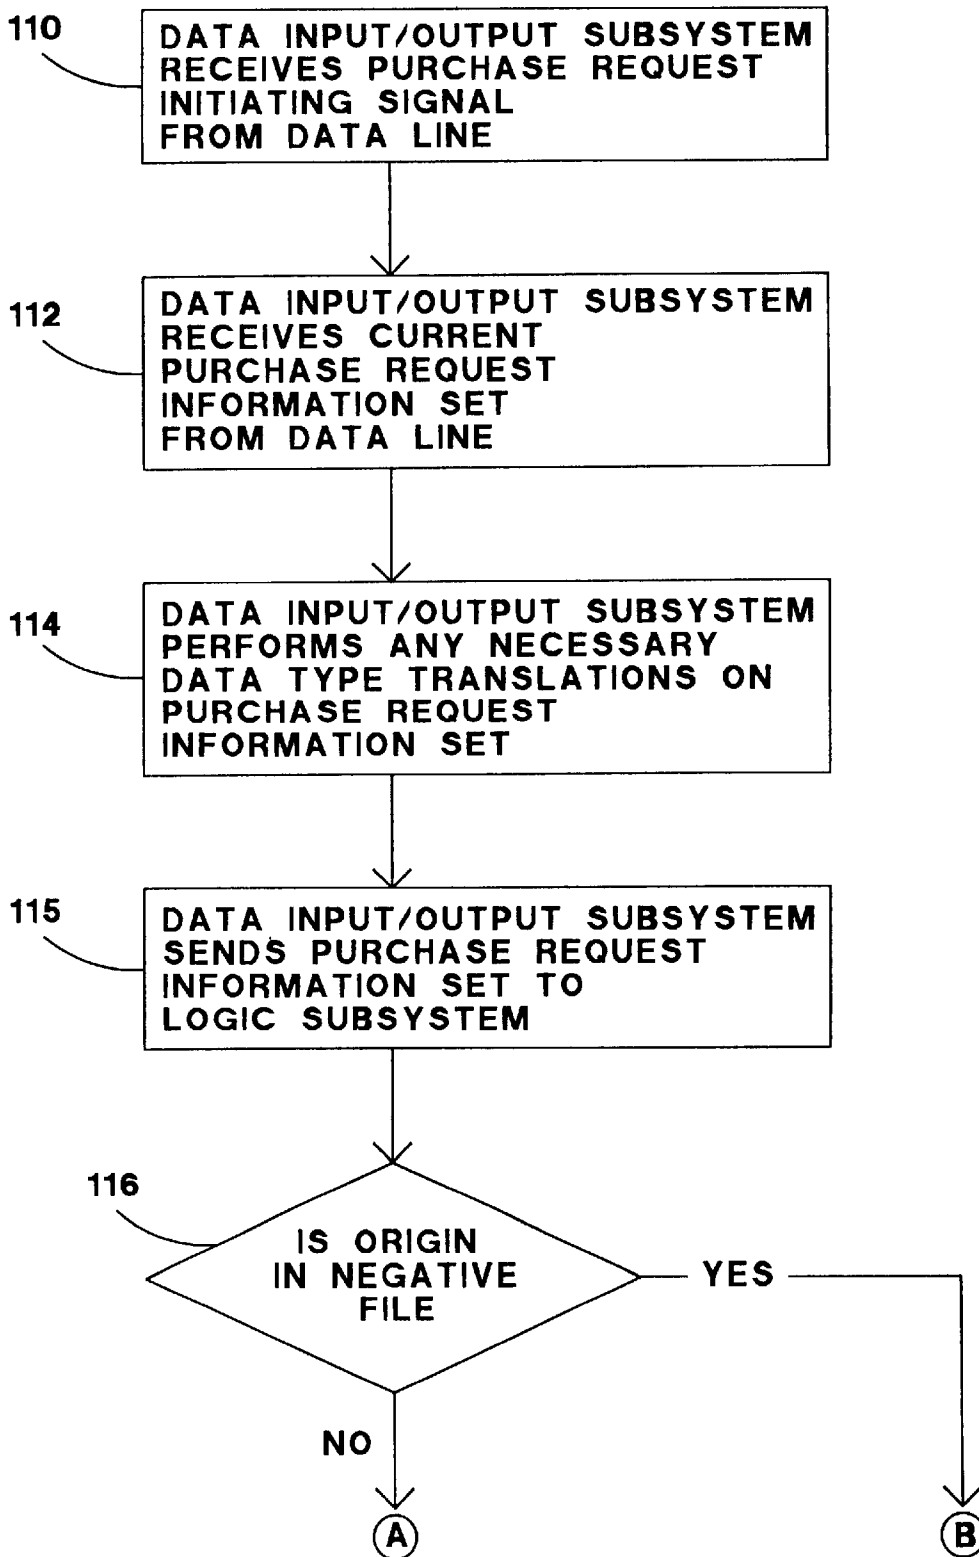 110
DATA INPUT/OUTPUT SUBSYSTEM
RECEIVES PURCHASE REQUEST
INITIATING SIGNAL
FROM DATA LINE
112
DATA INPUT/OUTPUT SUBSYSTEM
RECEIVES CURRENT
PURCHASE REQUEST
INFORMATION SET
FROM DATA LINE
114
DATA INPUT/OUTPUT SUBSYSTEM
PERFORMS ANY NECESSARY
DATA TYPE TRANSLATIONS ON
PURCHASE REQUEST
INFORMATION SET
115
DATA INPUT/OUTPUT SUBSYSTEM
SENDS PURCHASE REQUEST
INFORMATION SET TO
LOGIC SUBSYSTEM
116
IS ORIGIN
IN NEGATIVE
FILE
YES
NO
A
B